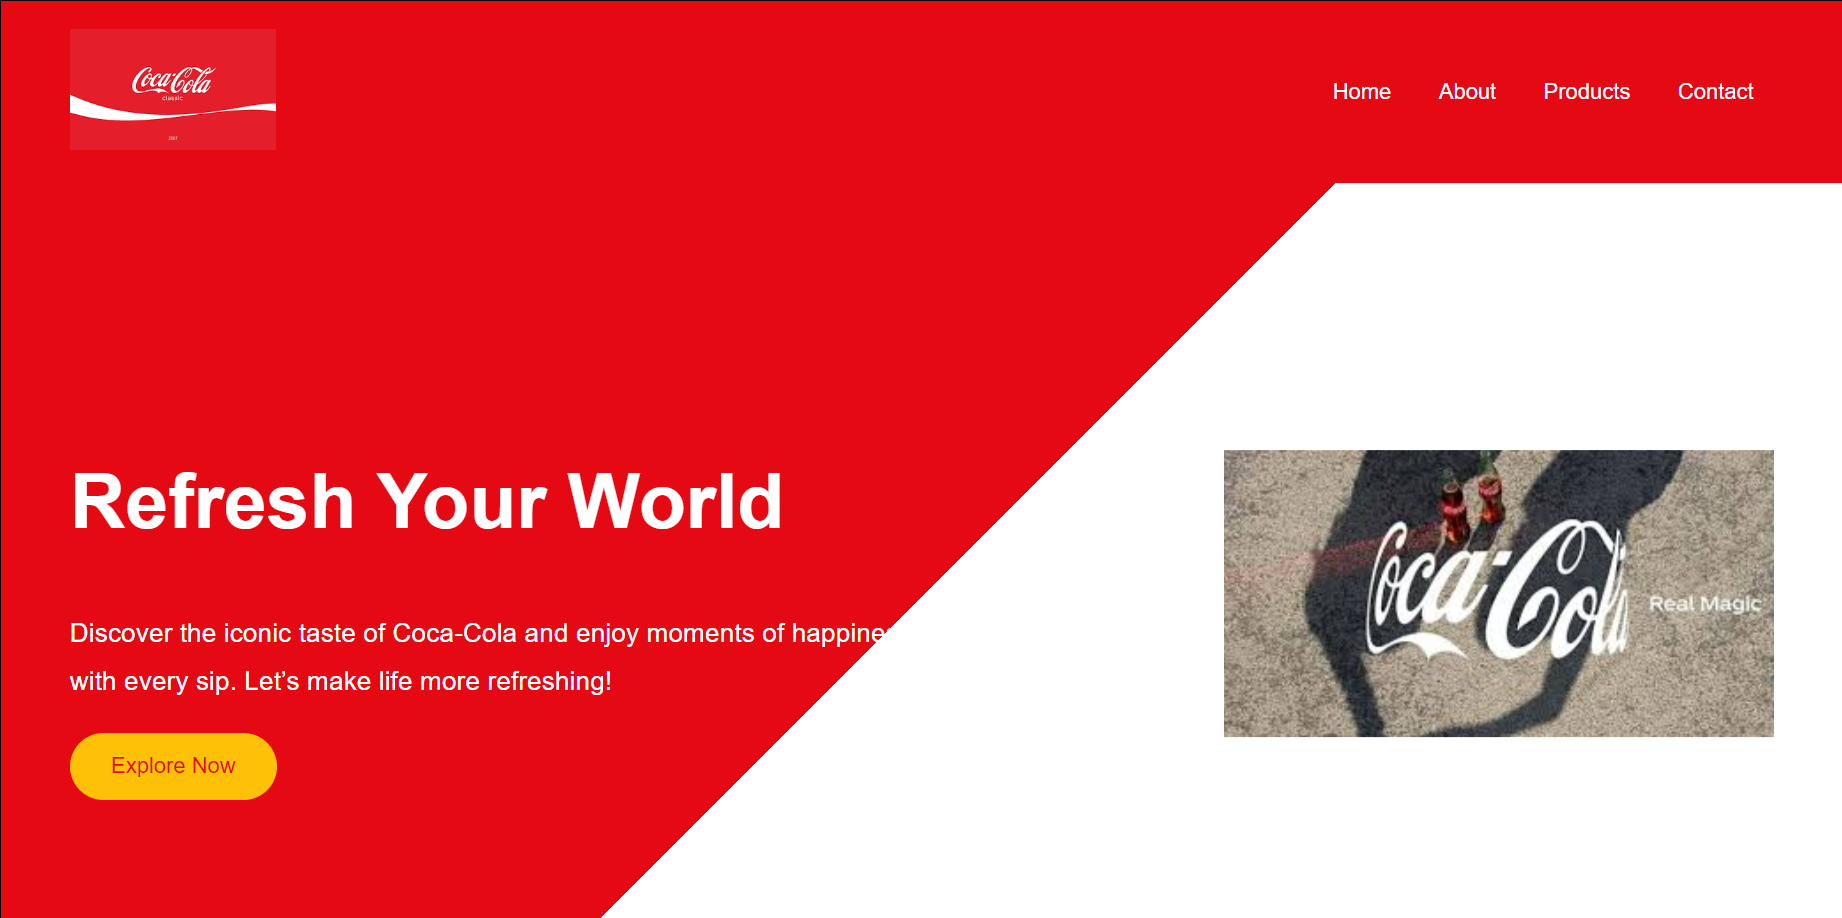 Coca-Cola
classic
Home About Products Contact
Refresh Your World
Discover the iconic taste of Coca-Cola and enjoy moments of happine
with every sip. Let’s make life more refreshing!
Explore Now
Coca-Cola
Real Magic